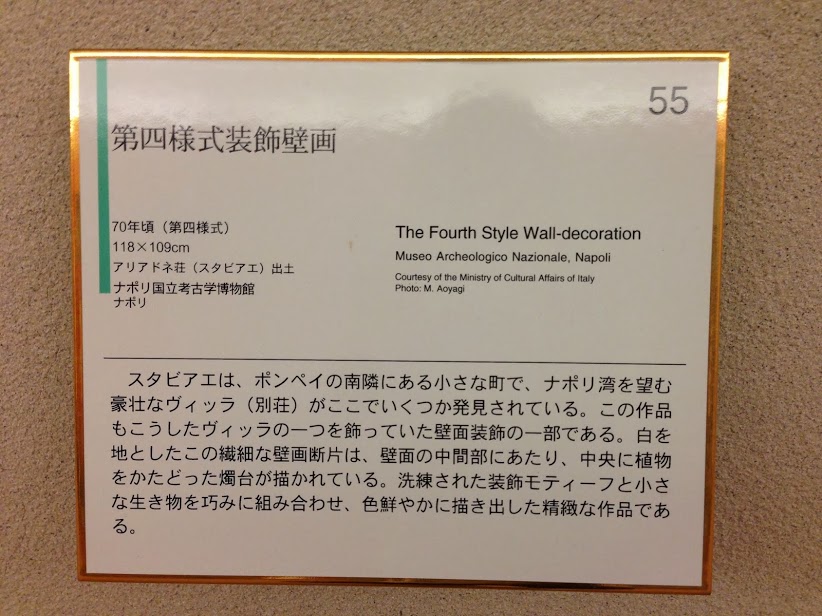 55
第四様式装飾壁画
70年頃（第四様式）
118×109cm
アリアドネ荘（スタビアエ）出土
ナポリ国立考古学博物館
ナポリ
The Fourth Style Wall-decoration
Museo Archeologico Nazionale, Napoli
Courtesy of the Ministry of Cultural Affairs of Italy
Photo: M. Aoyagi
スタビアエは、ポンペイの南隣にある小さな町で、ナポリ湾を望む
豪壮なヴィッラ（別荘）がここでいくつか発見されている。この作品
もこうしたヴィッラの一つを飾っていた壁面装飾の一部である。白を
地としたこの繊細な壁画断片は、壁面の中間部にあたり、中央に植物
をかたどった燭台が描かれている。洗練された装飾モティーフと小さ
な生き物を巧みに組み合わせ、色鮮やかに描き出した精緻な作品であ
る。